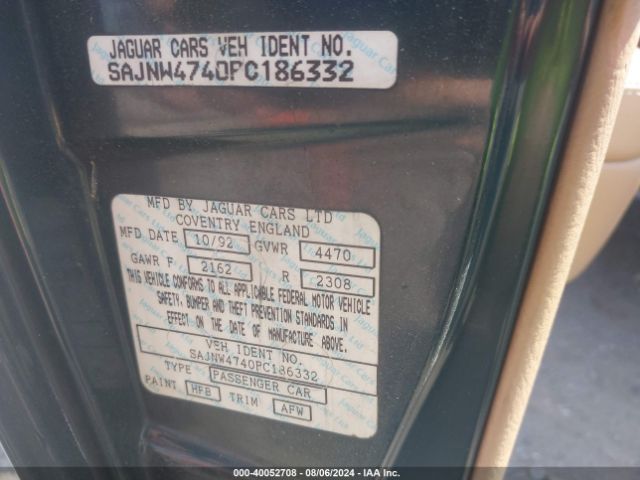 JAGUAR CARS VEH IDENT NO.
SAJNW4740PC186332
MFD BY JAGUAR CARS LTD
COVENTRY ENGLAND
MFD DATE 10/92 GVWR 4470
GAWR F 2162 R 2308
THIS VEHICLE CONFORMS TO ALL APPLICABLE FEDERAL MOTOR VEHICLE
SAFETY, BUMPER AND THEFT PREVENTION STANDARDS IN
EFFECT ON THE DATE OF MANUFACTURE ABOVE.
VEH IDENT NO.
SAJNW4740PC186332
TYPE PASSENGER CAR
PAINT HFB TRIM AFW
000-40052708 - 08/06/2024 - IAA Inc.